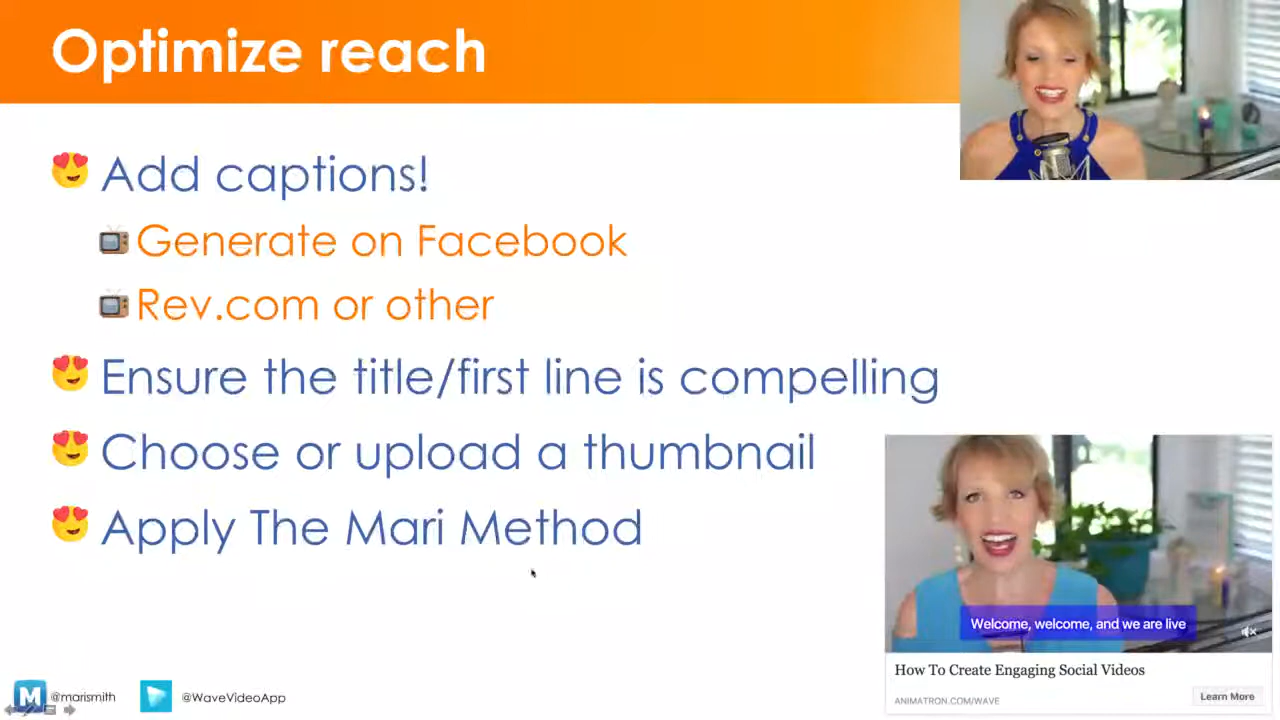 Optimize reach
Add captions!
Generate on Facebook
Rev.com or other
Ensure the title/first line is compelling
Choose or upload a thumbnail
Apply The Mari Method
Welcome, welcome, and we are live
How To Create Engaging Social Videos
ANIMATRON.COM/WAVE
Learn More
M @marismith
@WaveVideoApp